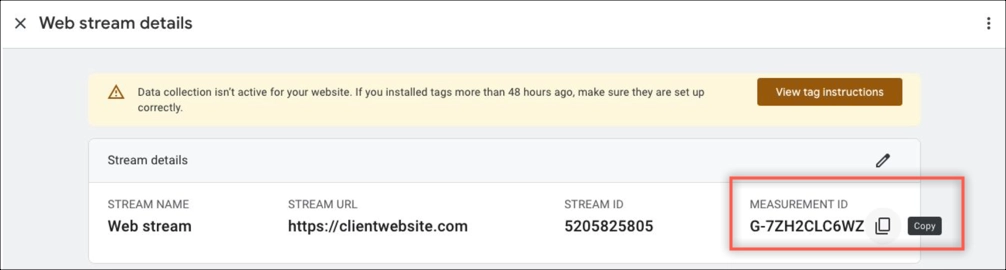 Web stream details
Data collection isn't active for your website. If you installed tags more than 48 hours ago, make sure they are set up
correctly.
View tag instructions
Stream details
STREAM NAME
Web stream
STREAM URL
https://clientwebsite.com
STREAM ID
5205825805
MEASUREMENT ID
G-7ZH2CLC6WZ
Copy